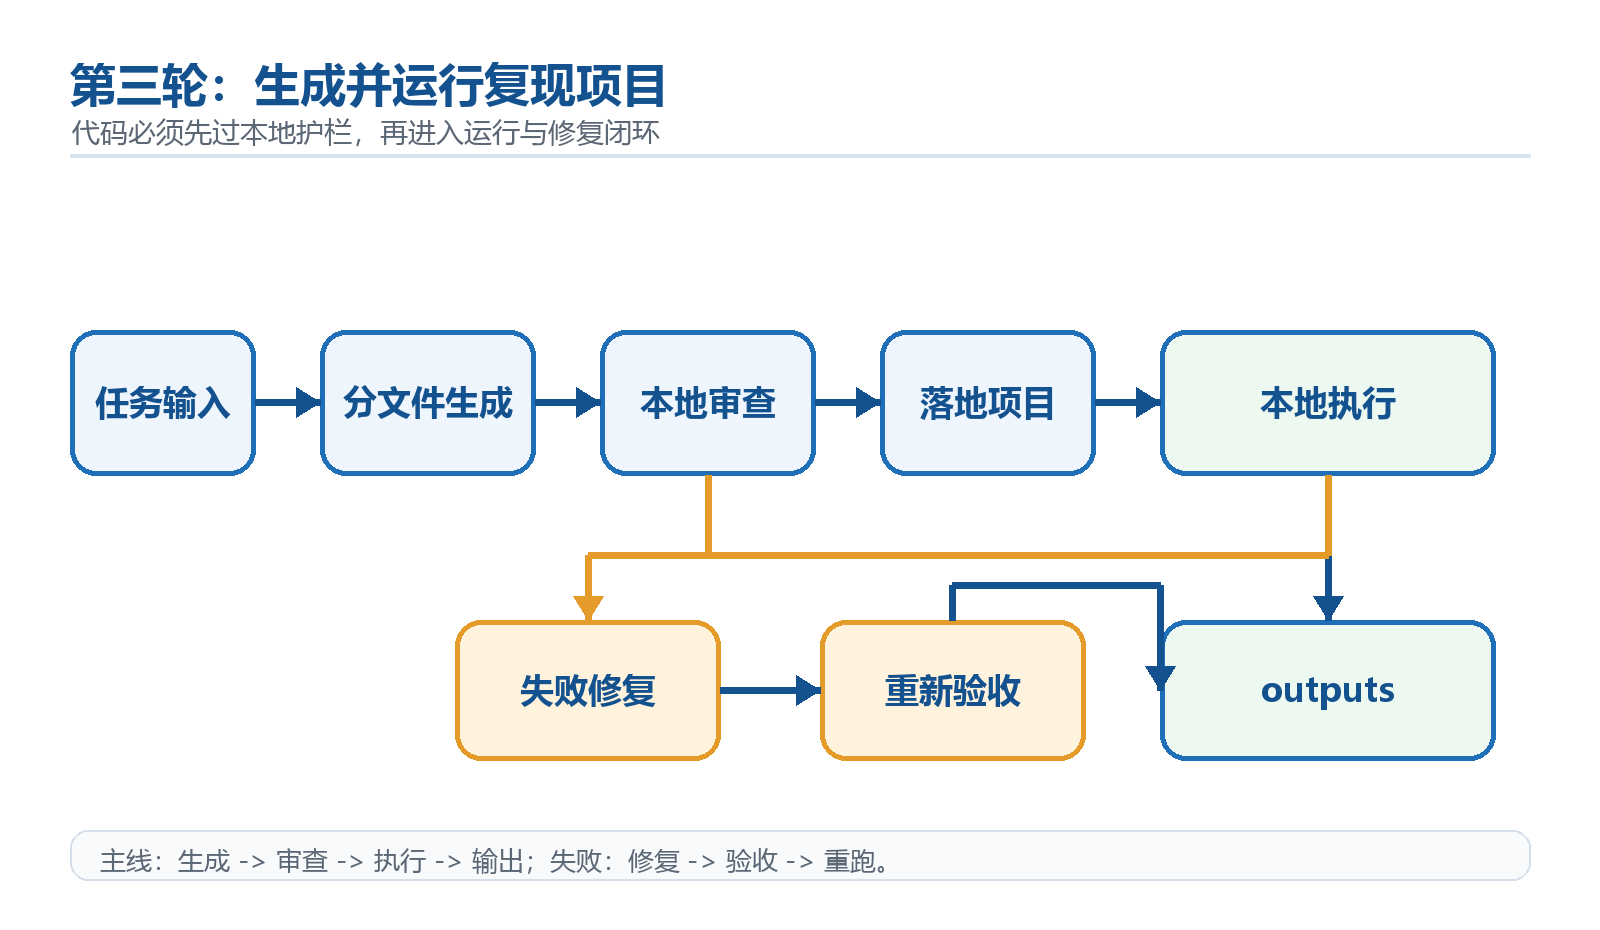 第三轮：生成并运行复现项目
代码必须先过本地护栏，再进入运行与修复闭环
任务输入
分文件生成
本地审查
落地项目
本地执行
失败修复
重新验收
outputs
主线：生成 -> 审查 -> 执行 -> 输出；失败：修复 -> 验收 -> 重跑。